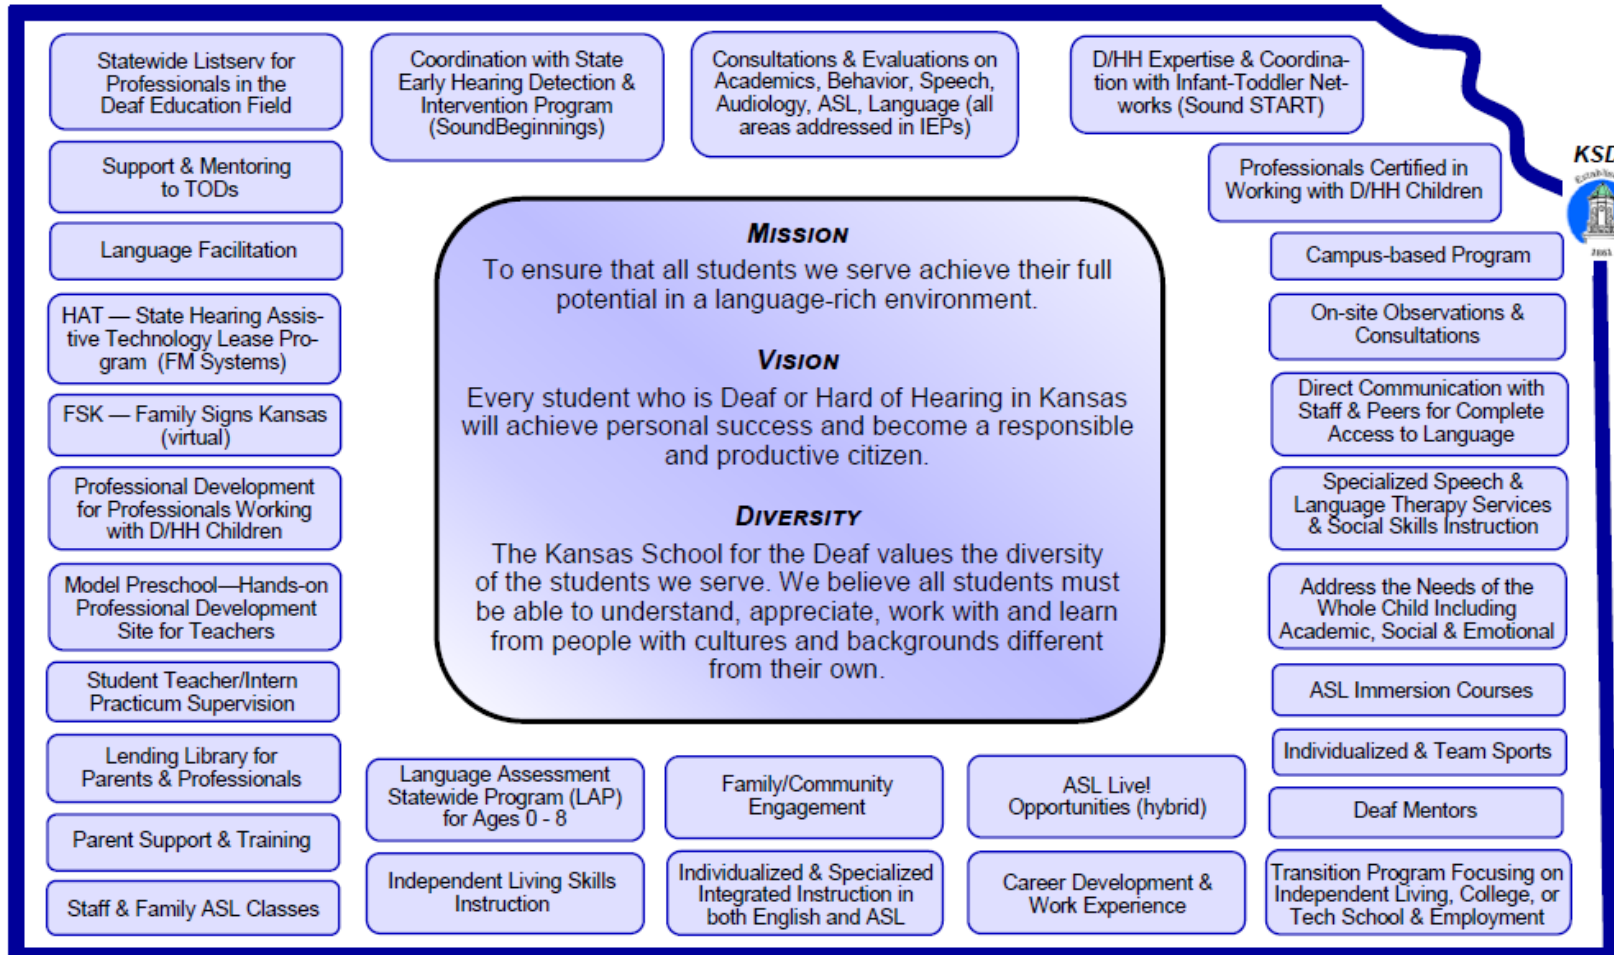 Statewide Listserv for
Professionals in the
Deaf Education Field
Coordination with State
Early Hearing Detection &
Intervention Program
(SoundBeginnings)
Consultations & Evaluations on
Academics, Behavior, Speech,
Audiology, ASL, Language (all
areas addressed in IEPs)
D/HH Expertise & Coordina-
tion with Infant-Toddler Net-
works (Sound START)
Support & Mentoring
to TODs
Language Facilitation
HAT — State Hearing Assis-
tive Technology Lease Pro-
gram (FM Systems)
FSK — Family Signs Kansas
(virtual)
Professional Development
for Professionals Working
with D/HH Children
Model Preschool—Hands-on
Professional Development
Site for Teachers
Student Teacher/Intern
Practicum Supervision
Lending Library for
Parents & Professionals
Parent Support & Training
Staff & Family ASL Classes
MISSION
To ensure that all students we serve achieve their full
potential in a language-rich environment.
VISION
Every student who is Deaf or Hard of Hearing in Kansas
will achieve personal success and become a responsible
and productive citizen.
DIVERSITY
The Kansas School for the Deaf values the diversity
of the students we serve. We believe all students must
be able to understand, appreciate, work with and learn
from people with cultures and backgrounds different
from their own.
Language Assessment
Statewide Program (LAP)
for Ages 0 - 8
Family/Community
Engagement
ASL Live!
Opportunities (hybrid)
Independent Living Skills
Instruction
Individualized & Specialized
Integrated Instruction in
both English and ASL
Career Development &
Work Experience
KSD
Professionals Certified in
Working with D/HH Children
Campus-based Program
On-site Observations &
Consultations
Direct Communication with
Staff & Peers for Complete
Access to Language
Specialized Speech &
Language Therapy Services
& Social Skills Instruction
Address the Needs of the
Whole Child Including
Academic, Social & Emotional
ASL Immersion Courses
Individualized & Team Sports
Deaf Mentors
Transition Program Focusing on
Independent Living, College, or
Tech School & Employment